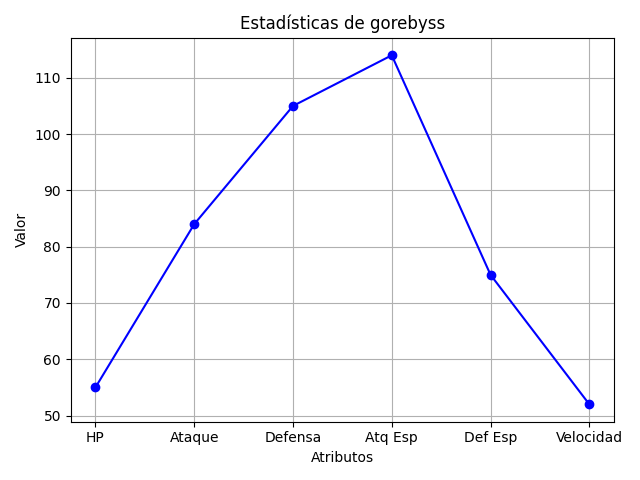 Estadísticas de gorebyss
Valor
110
100
90
80
70
60
50
HP Ataque Defensa Atq Esp Def Esp Velocidad
Atributos